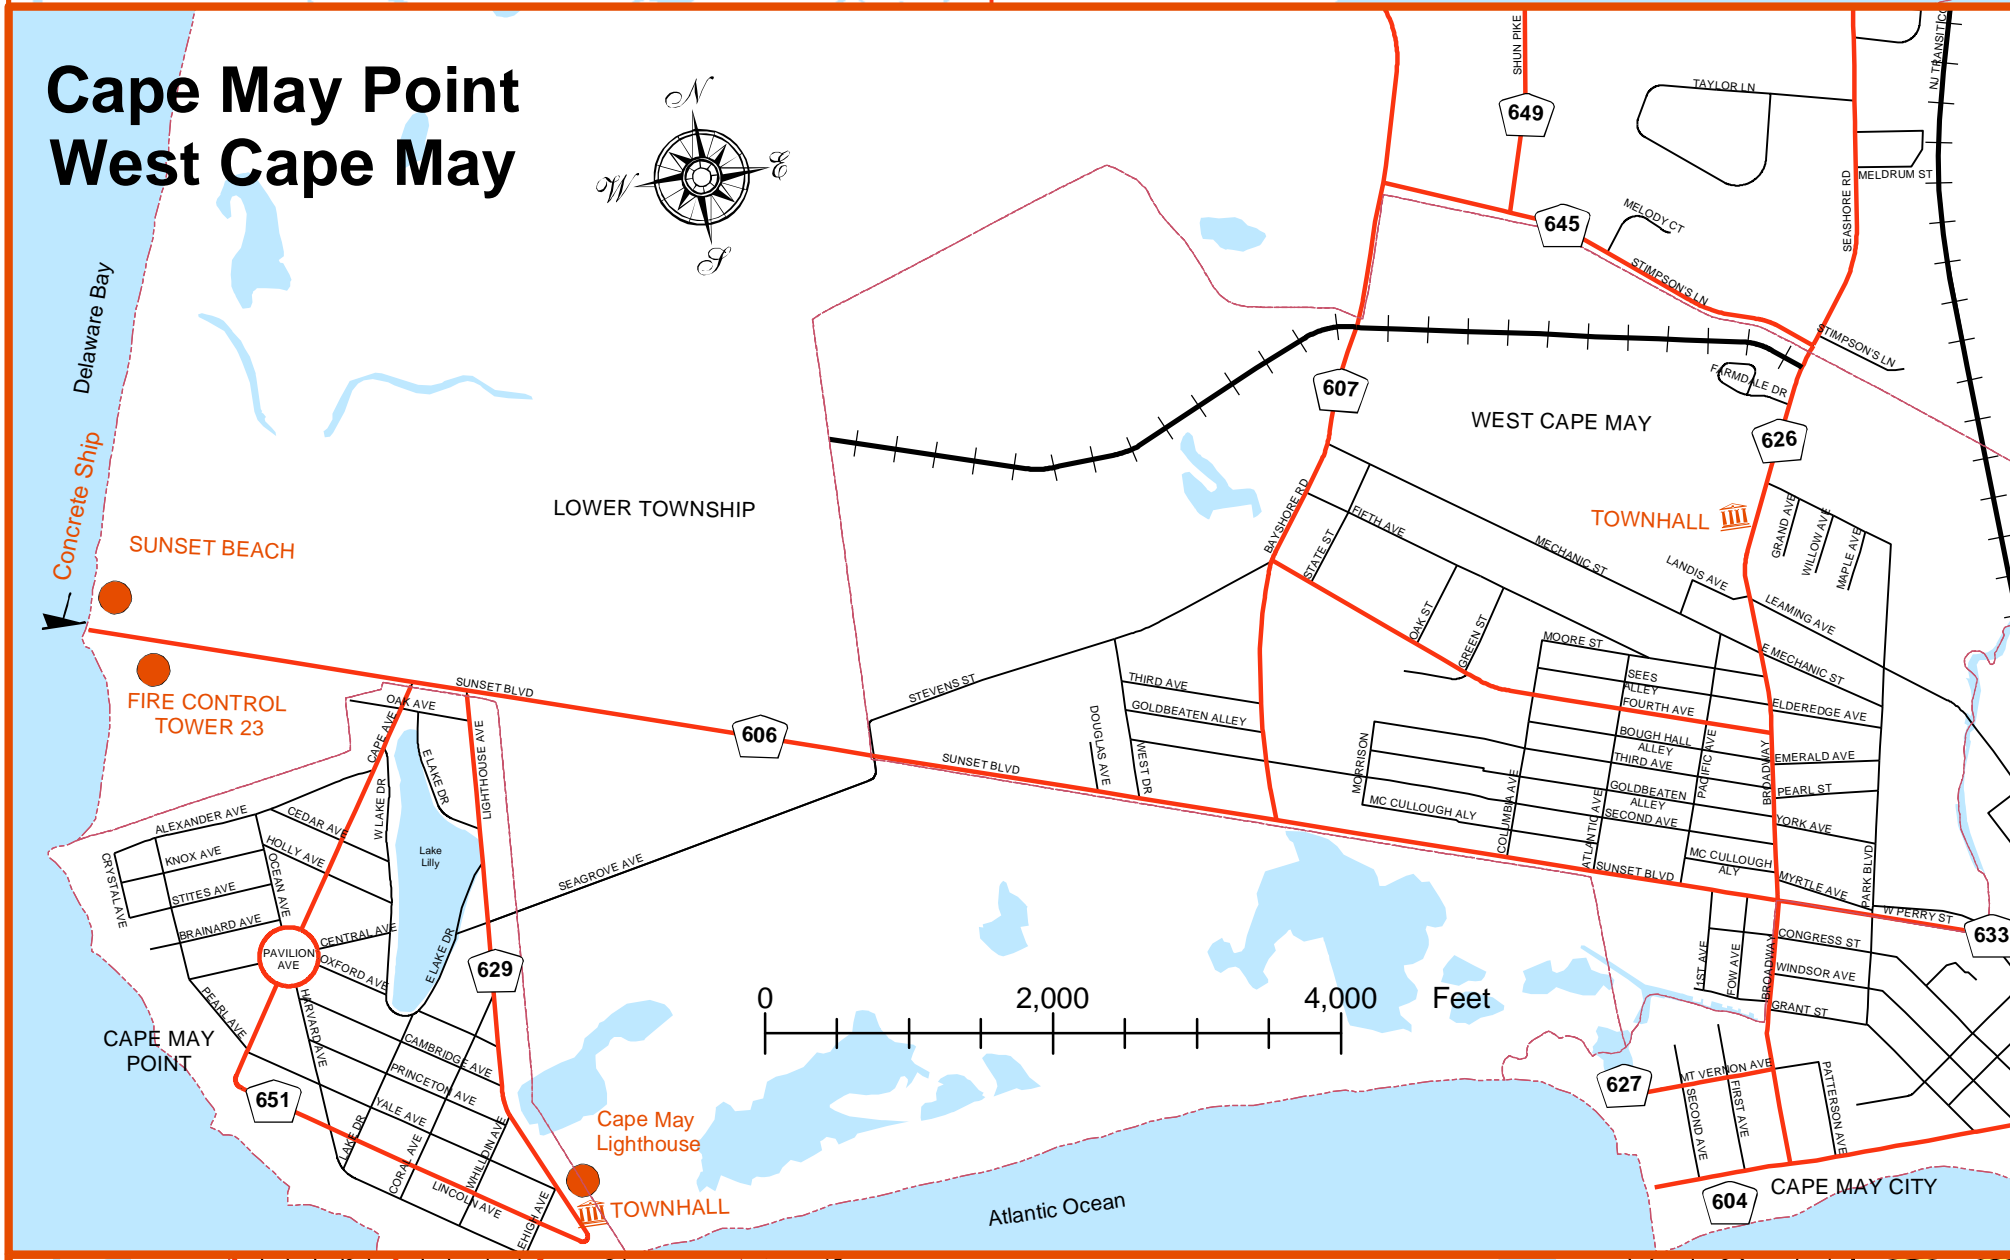 Cape May Point
West Cape May
N
E
W
S
Delaware Bay
Concrete Ship
SUNSET BEACH
FIRE CONTROL
TOWER 23
LOWER TOWNSHIP
WEST CAPE MAY
TOWNHALL
SHUN PIKE
649
645
607
626
TAYLOR LN
MELDRUM ST
SEASHORE RD
MELODY CT
STIMPSON'S LN
STIMPSON'S LN
FARMDALE DR
GRAND AVE
WILLOW AVE
MAPLE AVE
BAYSHORE RD
STATE ST
FIFTH AVE
MECHANIC ST
LANDIS AVE
LEAMING AVE
E MECHANIC ST
OAK ST
GREEN ST
MOORE ST
SEES
ALLEY
FOURTH AVE
ELDEREDGE AVE
BOUGH HALL
ALLEY
THIRD AVE
EMERALD AVE
GOLDBEATEN
ALLEY
PEARL ST
SECOND AVE
YORK AVE
MC CULLOUGH
ALY
MYRTLE AVE
PACIFIC AVE
BROADWAY
PARK BLVD
COLUMBIA AVE
ATLANTIC AVE
MORRISON
MC CULLOUGH ALY
STEVENS ST
THIRD AVE
GOLDBEATEN ALLEY
DOUGLAS AVE
WEST DR
SUNSET BLVD
606
SUNSET BLVD
SUNSET BLVD
W PERRY ST
633
CONGRESS ST
WINDSOR AVE
GRANT ST
1ST AVE
FOW AVE
BROADWAY
627
MT VERNON AVE
SECOND AVE
FIRST AVE
PATTERSON AVE
604
CAPE MAY CITY
OAK AVE
CAPE AVE
E LAKE DR
LIGHTHOUSE AVE
W LAKE DR
Lake
Lilly
ALEXANDER AVE
CEDAR AVE
KNOX AVE
HOLLY AVE
STITES AVE
CRYSTAL AVE
OCEAN AVE
BRAINARD AVE
CENTRAL AVE
PAVILION
AVE
OXFORD AVE
E LAKE DR
SEAGROVE AVE
629
PEARL AVE
HARVARD AVE
CAPE MAY
POINT
651
CAMBRIDGE AVE
PRINCETON AVE
YALE AVE
LAKE DR
CORAL AVE
WHILLDIN AVE
LINCOLN AVE
EHIGH AVE
Cape May
Lighthouse
TOWNHALL
0 2,000 4,000 Feet
Atlantic Ocean